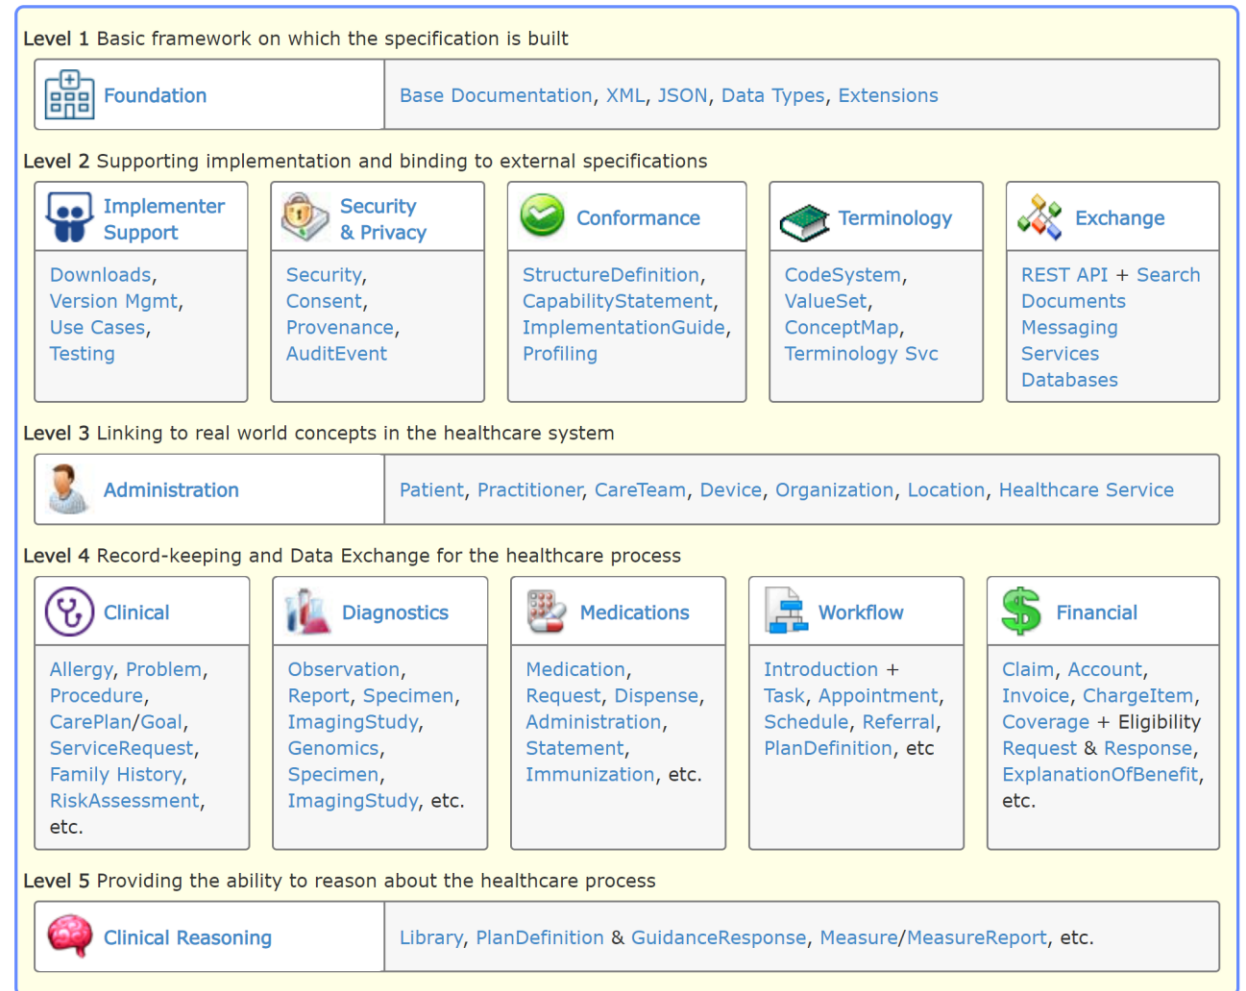 Level 1 Basic framework on which the specification is built
Foundation
Base Documentation, XML, JSON, Data Types, Extensions
Level 2 Supporting implementation and binding to external specifications
Implementer
Support
Downloads,
Version Mgmt,
Use Cases,
Testing
Security
& Privacy
Security,
Consent,
Provenance,
AuditEvent
Conformance
StructureDefinition,
CapabilityStatement,
ImplementationGuide,
Profiling
Terminology
CodeSystem,
ValueSet,
ConceptMap,
Terminology Svc
Exchange
REST API + Search
Documents
Messaging
Services
Databases
Level 3 Linking to real world concepts in the healthcare system
Administration
Patient, Practitioner, CareTeam, Device, Organization, Location, Healthcare Service
Level 4 Record-keeping and Data Exchange for the healthcare process
Clinical
Allergy, Problem,
Procedure,
CarePlan/Goal,
ServiceRequest,
Family History,
RiskAssessment,
etc.
Diagnostics
Observation,
Report, Specimen,
ImagingStudy,
Genomics,
Specimen,
ImagingStudy, etc.
Medications
Medication,
Request, Dispense,
Administration,
Statement,
Immunization, etc.
Workflow
Introduction +
Task, Appointment,
Schedule, Referral,
PlanDefinition, etc
Financial
Claim, Account,
Invoice, ChargeItem,
Coverage + Eligibility
Request & Response,
ExplanationOfBenefit,
etc.
Level 5 Providing the ability to reason about the healthcare process
Clinical Reasoning
Library, PlanDefinition & GuidanceResponse, Measure/MeasureReport, etc.